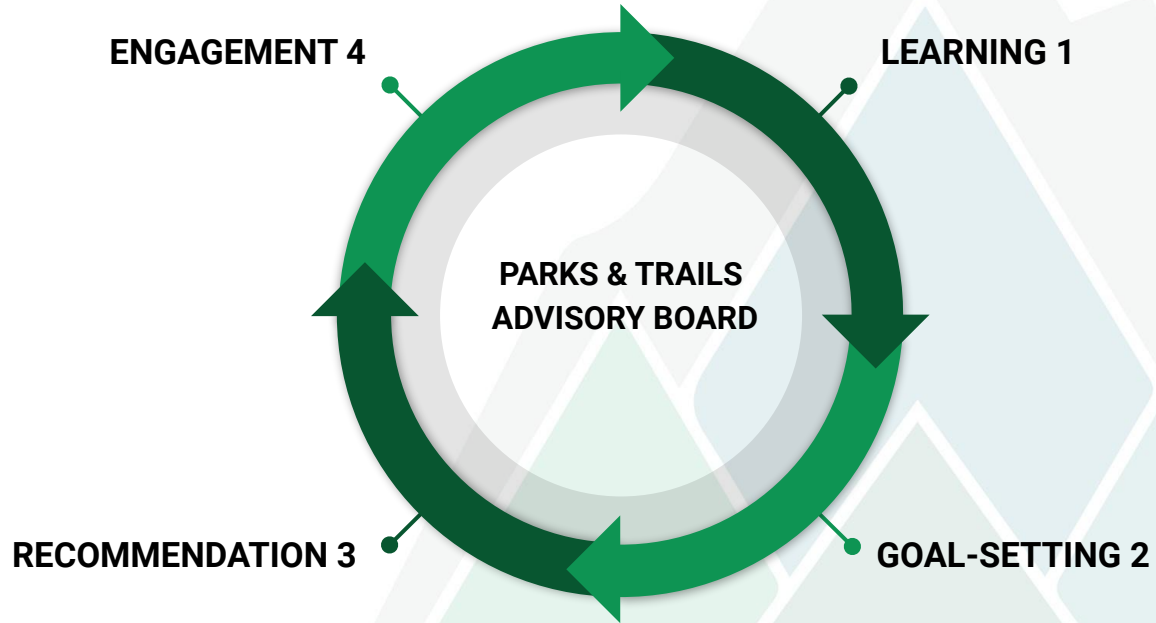 ENGAGEMENT 4
LEARNING 1
PARKS & TRAILS
ADVISORY BOARD
RECOMMENDATION 3
GOAL-SETTING 2